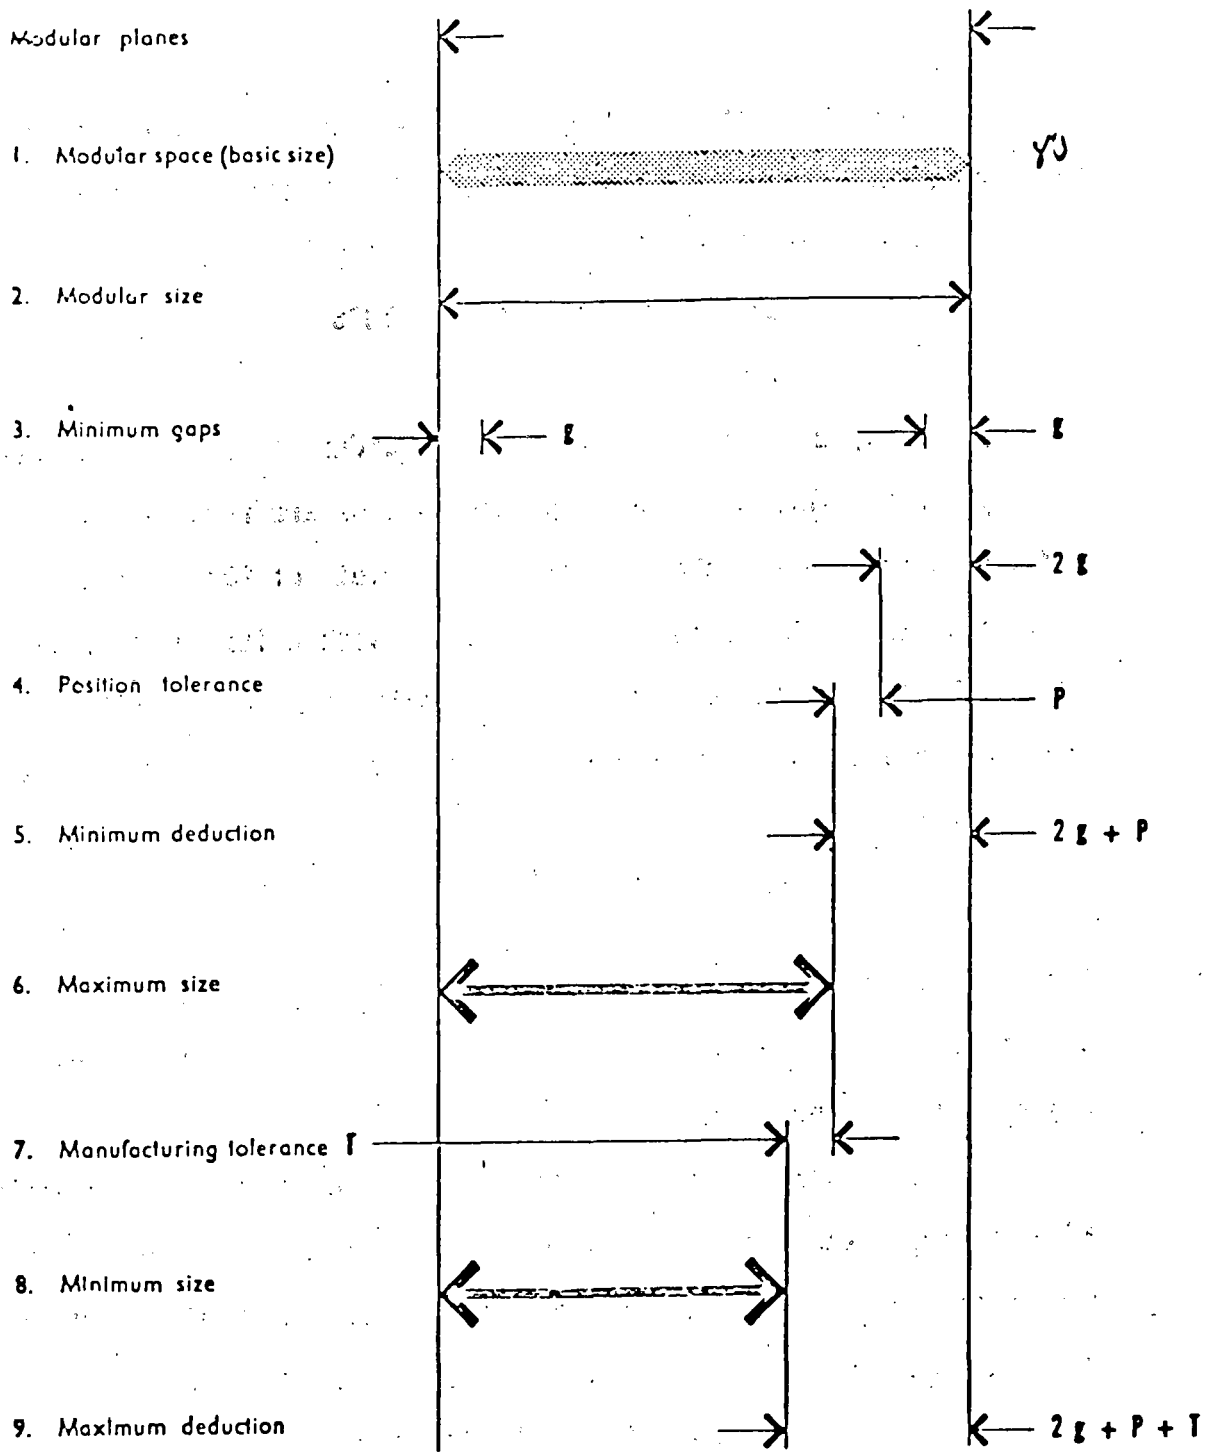 Modular planes
1. Modular space (basic size)
2. Modular size
3. Minimum gaps g g
2 g
4. Position tolerance P
5. Minimum deduction 2 g + P
6. Maximum size
7. Manufacturing tolerance T
8. Minimum size
9. Maximum deduction 2 g + P + T